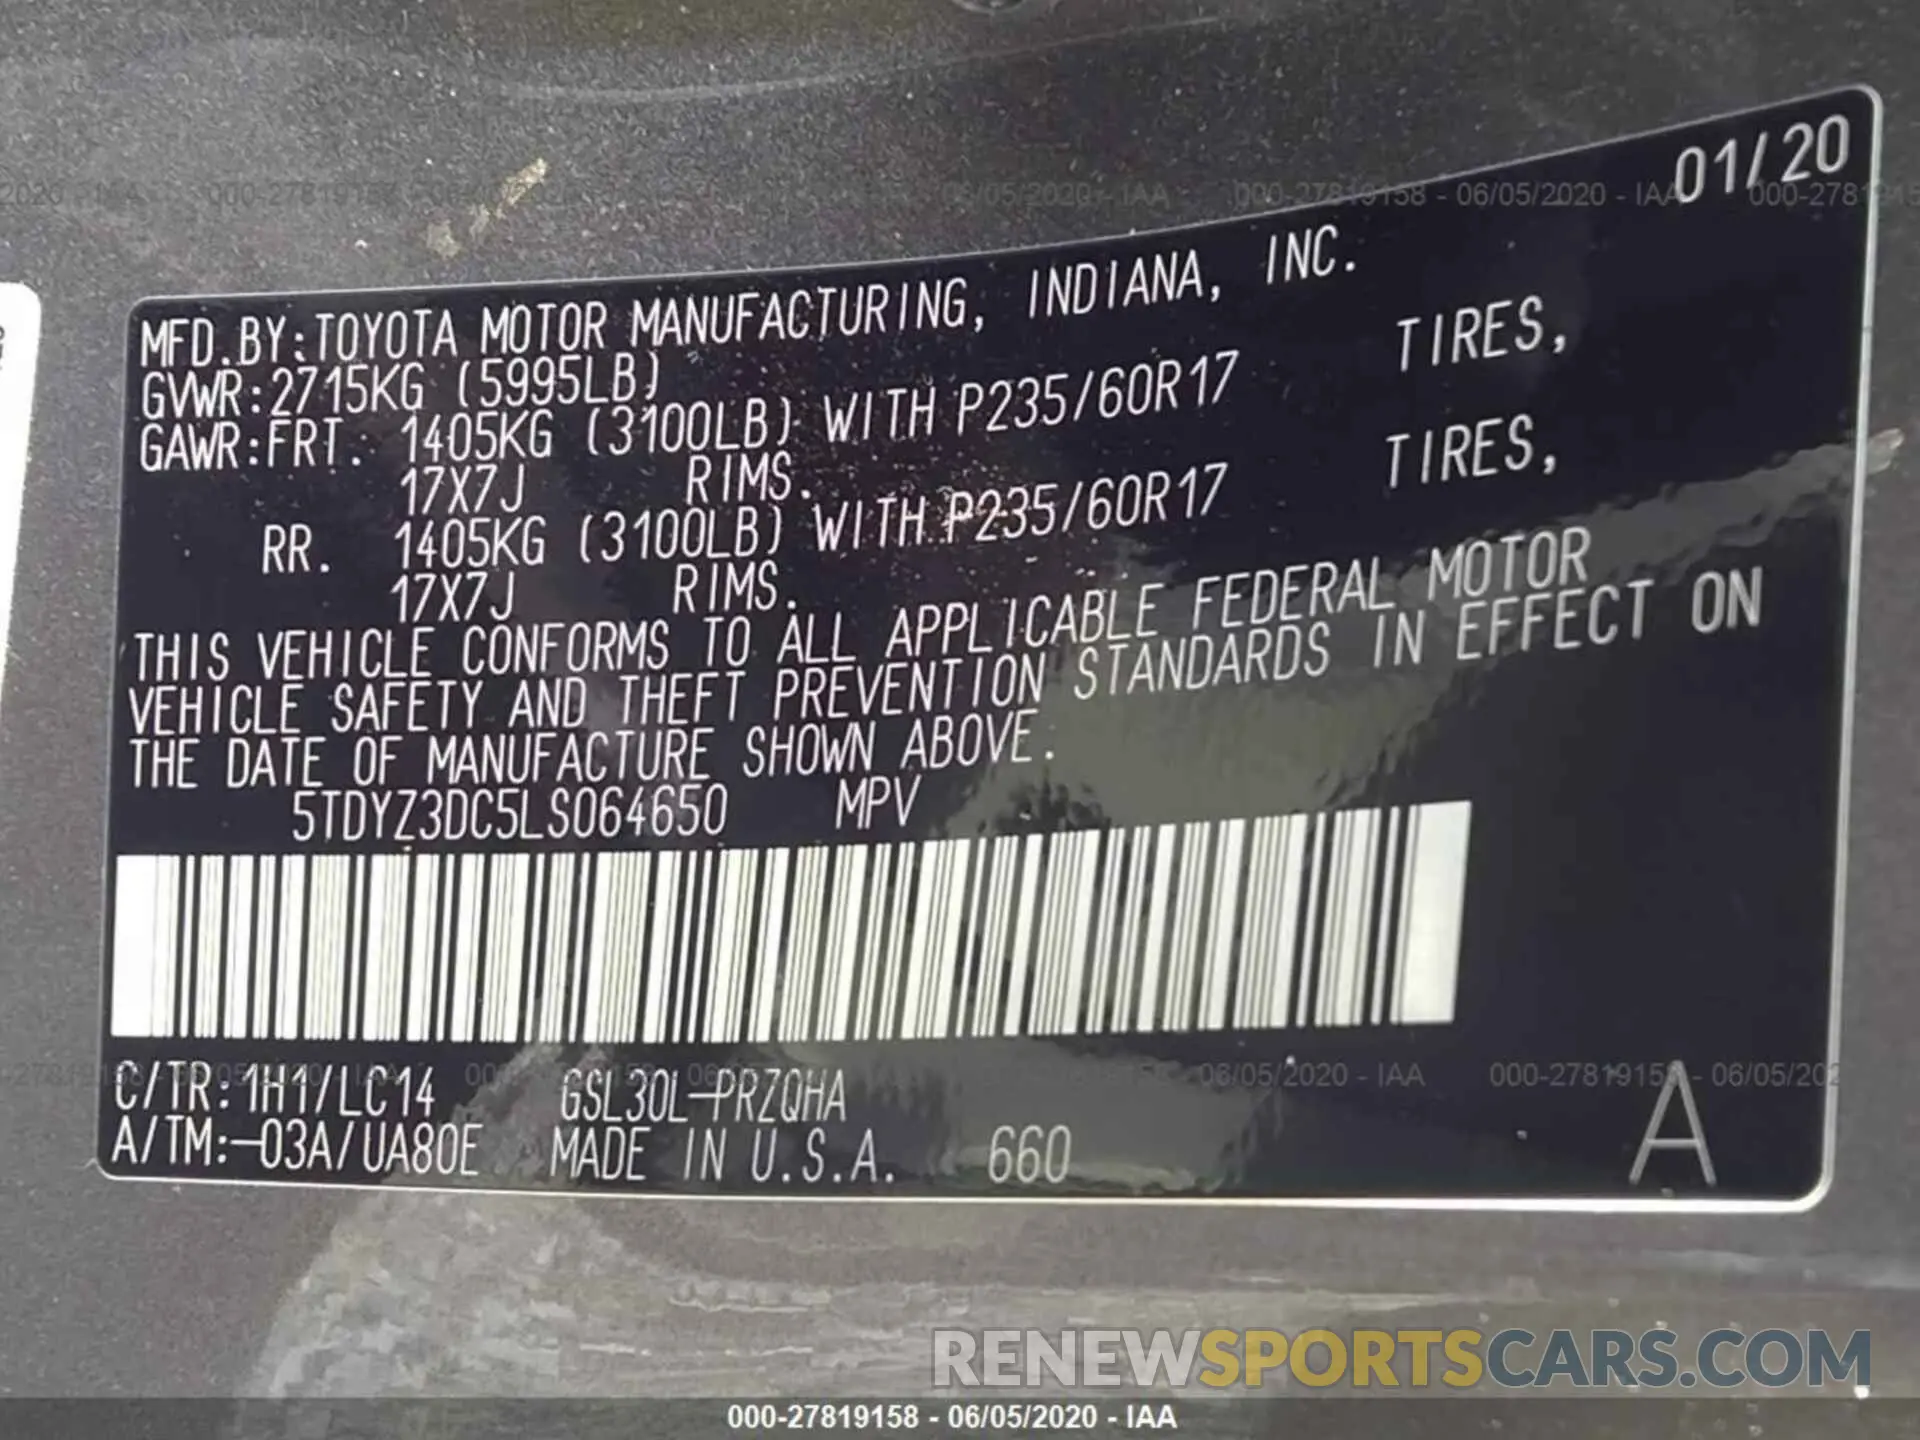 01/20
MFD.BY:TOYOTA MOTOR MANUFACTURING, INDIANA, INC.
GVWR:2715KG (5995LB)
GAWR:FRT. 1405KG (3100LB) WITH P235/60R17 TIRES,
17X7J RIMS.
RR. 1405KG (3100LB) WITH P235/60R17 TIRES,
17X7J RIMS.
THIS VEHICLE CONFORMS TO ALL APPLICABLE FEDERAL MOTOR
VEHICLE SAFETY AND THEFT PREVENTION STANDARDS IN EFFECT ON
THE DATE OF MANUFACTURE SHOWN ABOVE.
5TDYZ3DC5LS064650 MPV
C/TR:1H1/LC14 GSL30L-PRZQHA
A/TM:-03A/UA80E MADE IN U.S.A. 660
A
RENEWSPORTSCARS.COM
000-27819158 - 06/05/2020 - IAA